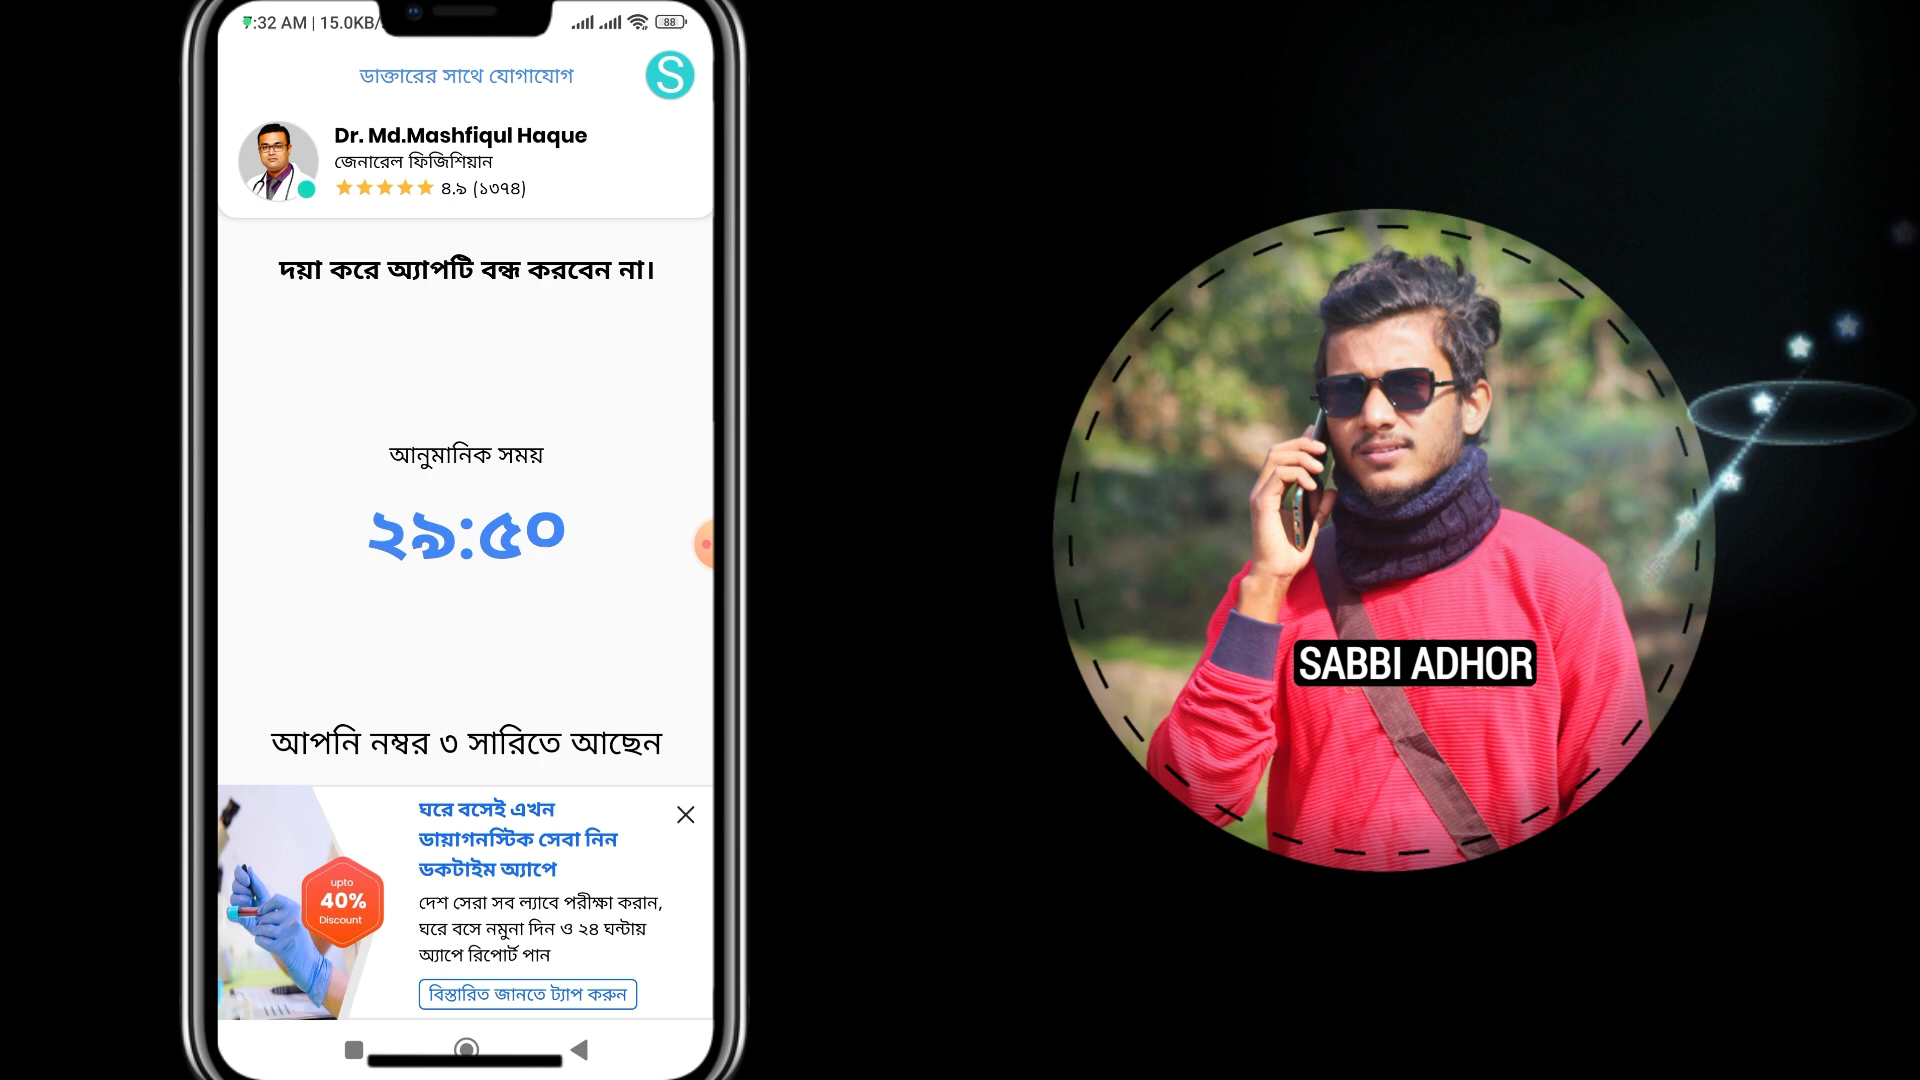 7:32 AM | 15.0KB/
88
ডাক্তারের সাথে যোগাযোগ
S
Dr. Md.Mashfiqul Haque
জেনারেল ফিজিশিয়ান
৪.৯ (১৩৭৪)
দয়া করে অ্যাপটি বন্ধ করবেন না।
আনুমানিক সময়
২৯:৫০
আপনি নম্বর ৩ সারিতে আছেন
ঘরে বসেই এখন
ডায়াগনস্টিক সেবা নিন
ডকটাইম অ্যাপে
upto
40%
Discount
দেশ সেরা সব ল্যাবে পরীক্ষা করান,
ঘরে বসে নমুনা দিন ও ২৪ ঘন্টায়
অ্যাপে রিপোর্ট পান
বিস্তারিত জানতে ট্যাপ করুন
SABBI ADHOR